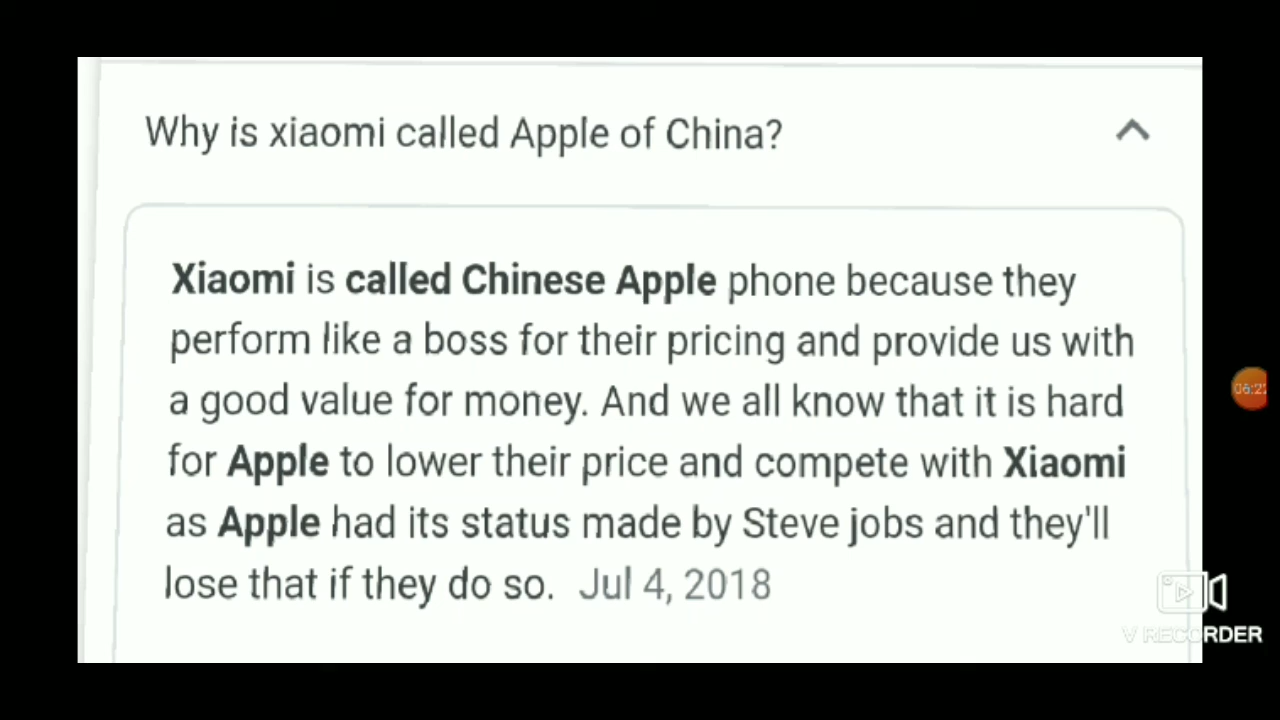 Why is xiaomi called Apple of China?
Xiaomi is called Chinese Apple phone because they
perform like a boss for their pricing and provide us with
a good value for money. And we all know that it is hard
for Apple to lower their price and compete with Xiaomi
as Apple had its status made by Steve jobs and they'll
lose that if they do so. Jul 4, 2018
V RECORDER